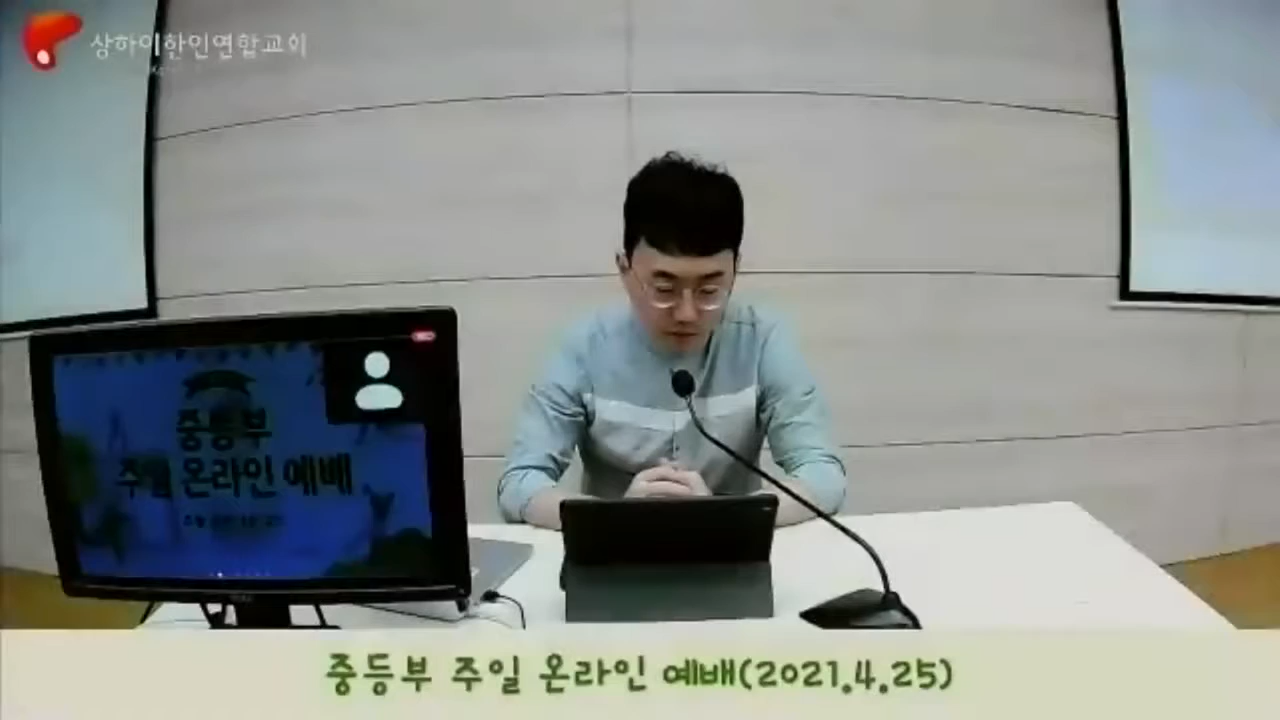 상하이한인연합교회
중등부
주일 온라인 예배
중등부 주일 온라인 예배(2021.4.25)